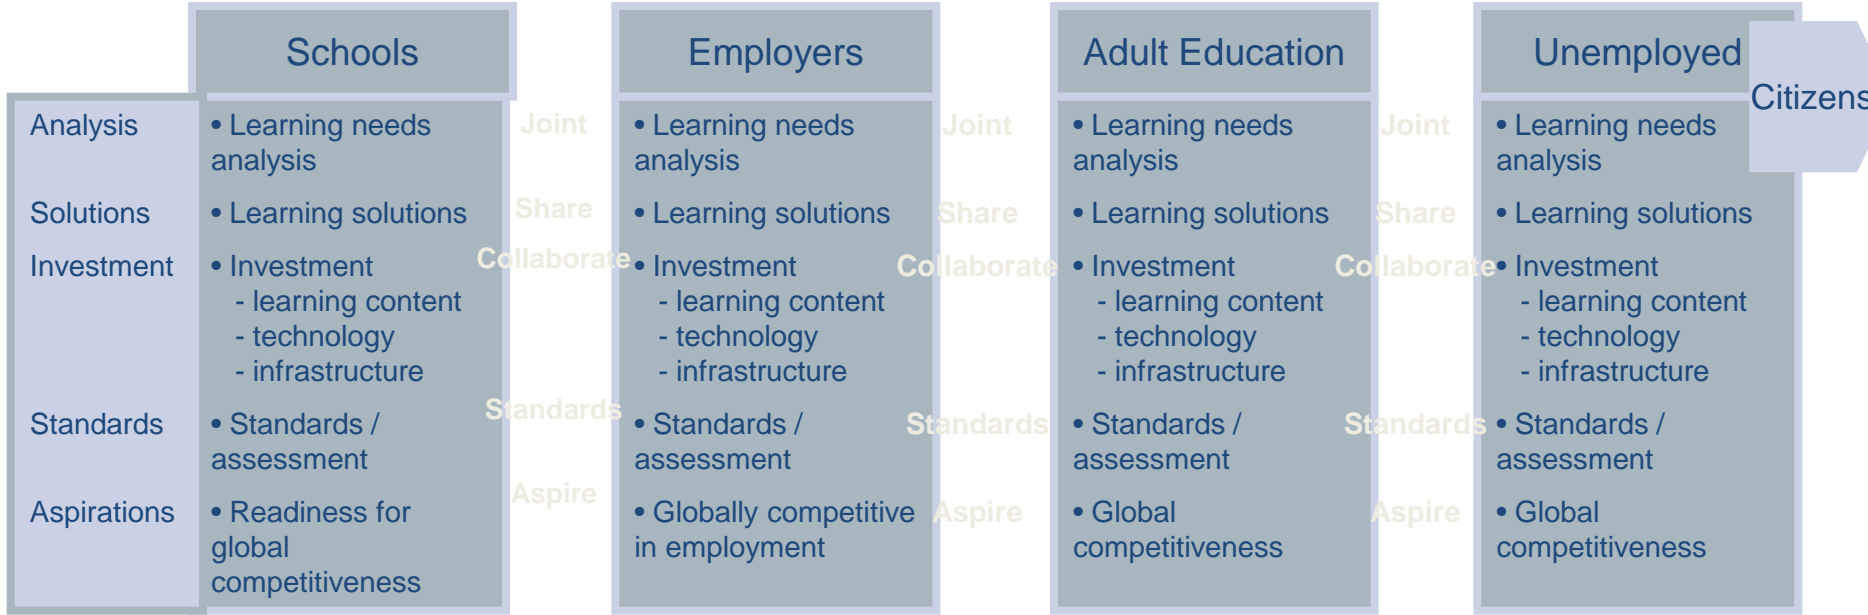 Schools
Employers
Adult Education
Unemployed
Citizens
Analysis
Solutions
Investment
Standards
Aspirations
• Learning needs
analysis
• Learning solutions
• Investment
- learning content
- technology
- infrastructure
• Standards /
assessment
• Readiness for
global
competitiveness
Joint
Share
Collaborate
Standards
Aspire
• Learning needs
analysis
• Learning solutions
• Investment
- learning content
- technology
- infrastructure
• Standards /
assessment
• Globally competitive
in employment
Joint
Share
Collaborate
Standards
Aspire
• Learning needs
analysis
• Learning solutions
• Investment
- learning content
- technology
- infrastructure
• Standards /
assessment
• Global
competitiveness
Joint
Share
Collaborate
Standards
Aspire
• Learning needs
analysis
• Learning solutions
• Investment
- learning content
- technology
- infrastructure
• Standards /
assessment
• Global
competitiveness